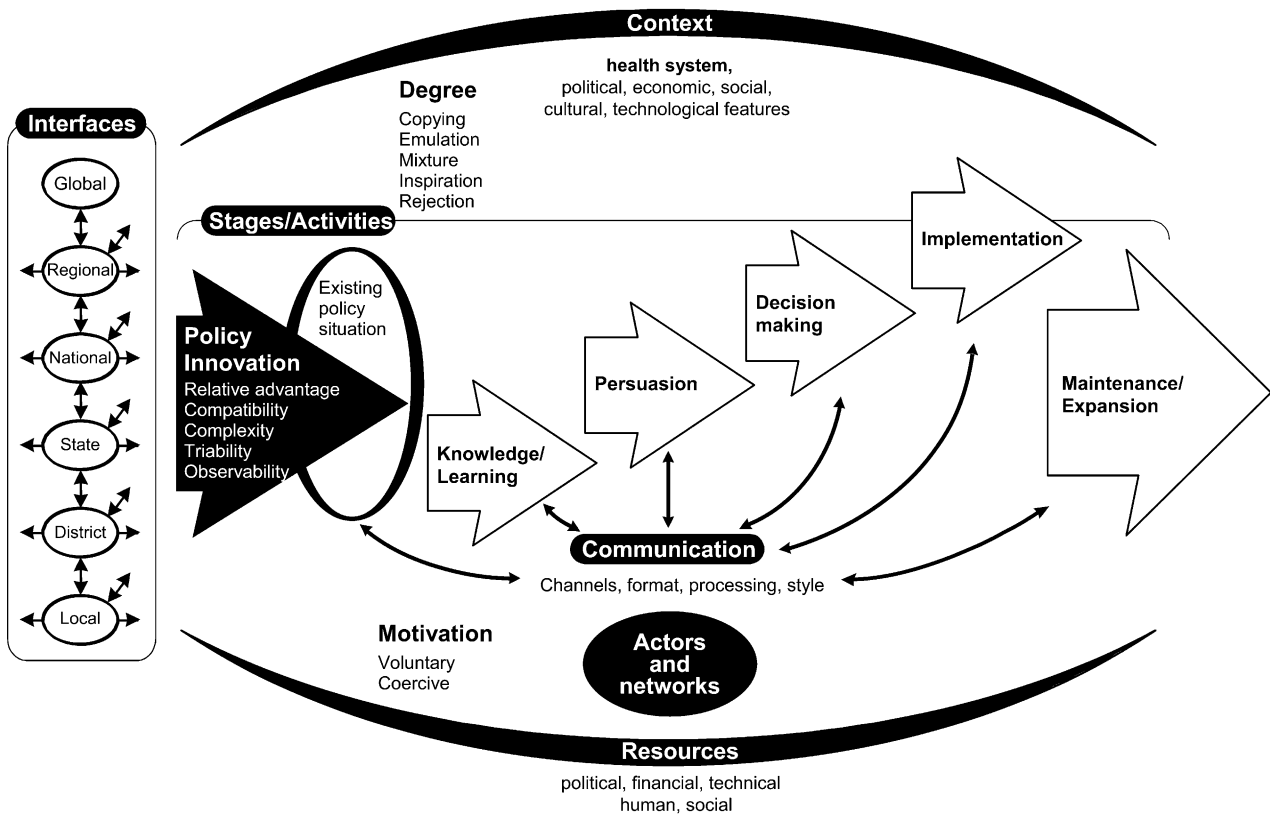 Context
health system,
political, economic, social,
cultural, technological features
Degree
Copying
Emulation
Mixture
Inspiration
Rejection
Interfaces
Global
Regional
National
State
District
Local
Stages/Activities
Existing
policy
situation
Policy
Innovation
Relative advantage
Compatibility
Complexity
Triability
Observability
Knowledge/
Learning
Persuasion
Decision
making
Implementation
Maintenance/
Expansion
Communication
Channels, format, processing, style
Motivation
Voluntary
Coercive
Actors
and
networks
Resources
political, financial, technical
human, social